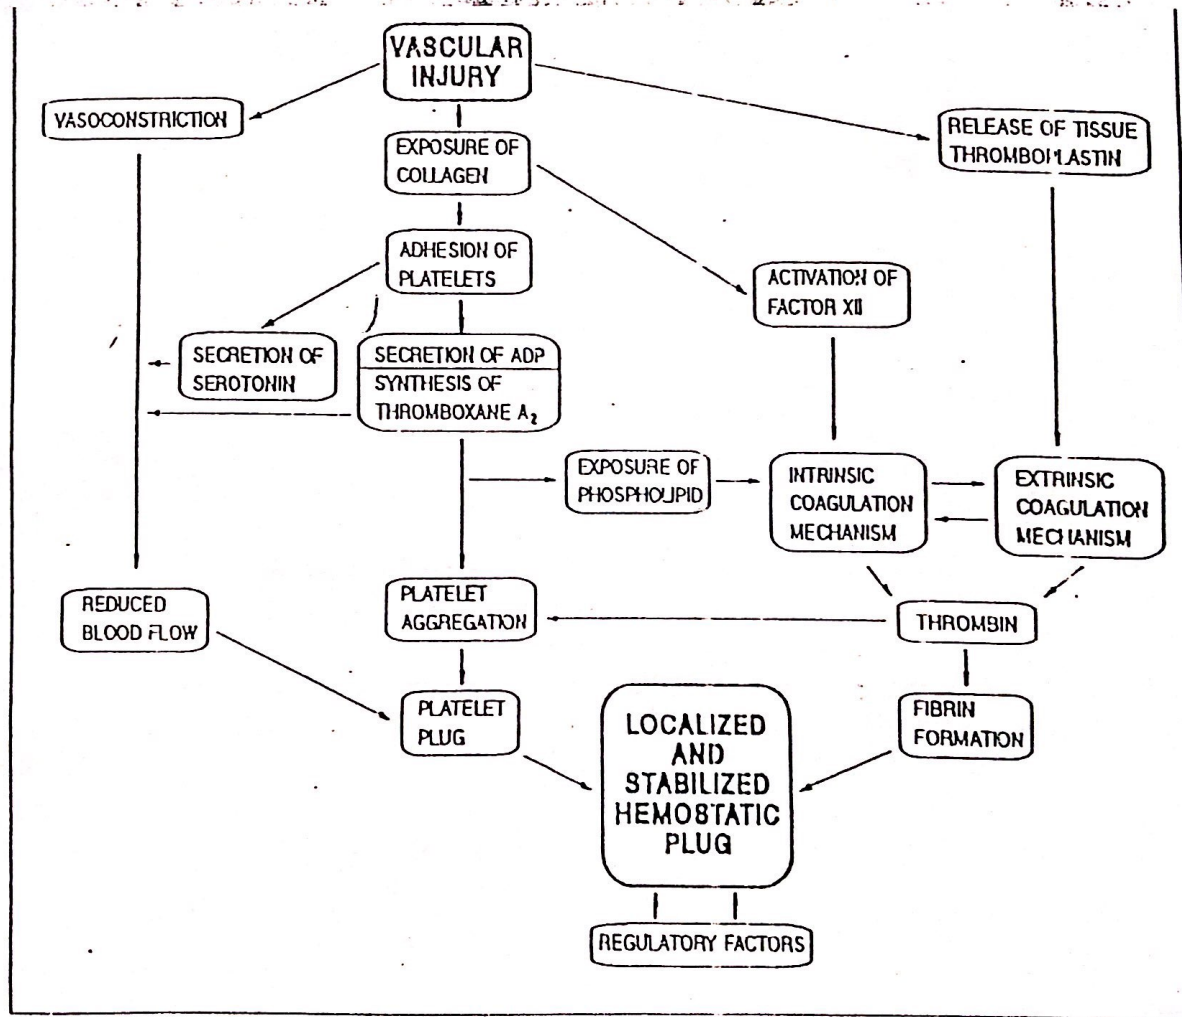 VASCULAR
INJURY
VASOCONSTRICTION
RELEASE OF TISSUE
THROMBOPLASTIN
EXPOSURE OF
COLLAGEN
ADHESION OF
PLATELETS
ACTIVATION OF
FACTOR XII
SECRETION OF
SEROTONIN
SECRETION OF ADP
SYNTHESIS OF
THROMBOXANE A₂
EXPOSURE OF
PHOSPHOLIPID
INTRINSIC
COAGULATION
MECHANISM
EXTRINSIC
COAGULATION
MECHANISM
REDUCED
BLOOD FLOW
PLATELET
AGGREGATION
THROMBIN
PLATELET
PLUG
FIBRIN
FORMATION
LOCALIZED
AND
STABILIZED
HEMOSTATIC
PLUG
REGULATORY FACTORS